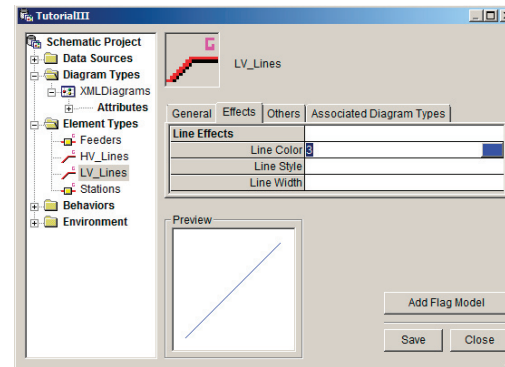 TutorialIII
Schematic Project
Data Sources
Diagram Types
XMLDiagrams
Attributes
Element Types
Feeders
HV_Lines
LV_Lines
Stations
Behaviors
Environment
LV_Lines
General Effects Others Associated Diagram Types
Line Effects
Line Color 3
Line Style
Line Width
Preview
Add Flag Model
Save Close